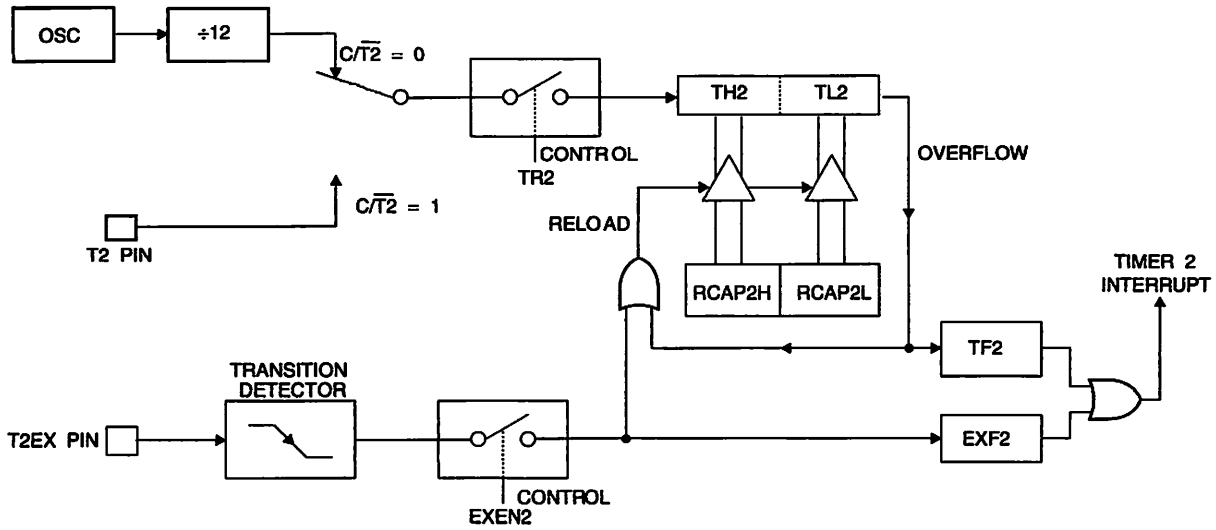 OSC
÷12
C/T2̅ = 0
TH2
TL2
CONTROL
TR2
OVERFLOW
C/T2̅ = 1
T2 PIN
RELOAD
RCAP2H
RCAP2L
TIMER 2
INTERRUPT
TF2
TRANSITION
DETECTOR
T2EX PIN
EXF2
CONTROL
EXEN2